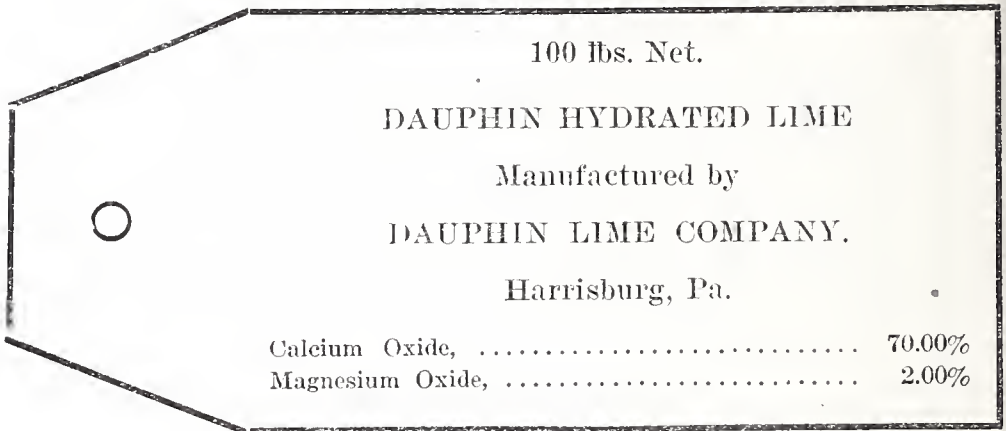 100 lbs. Net.
DAUPHIN HYDRATED LIME
Manufactured by
DAUPHIN LIME COMPANY.
Harrisburg, Pa.
Calcium Oxide, ............................. 70.00%
Magnesium Oxide, ........................... 2.00%